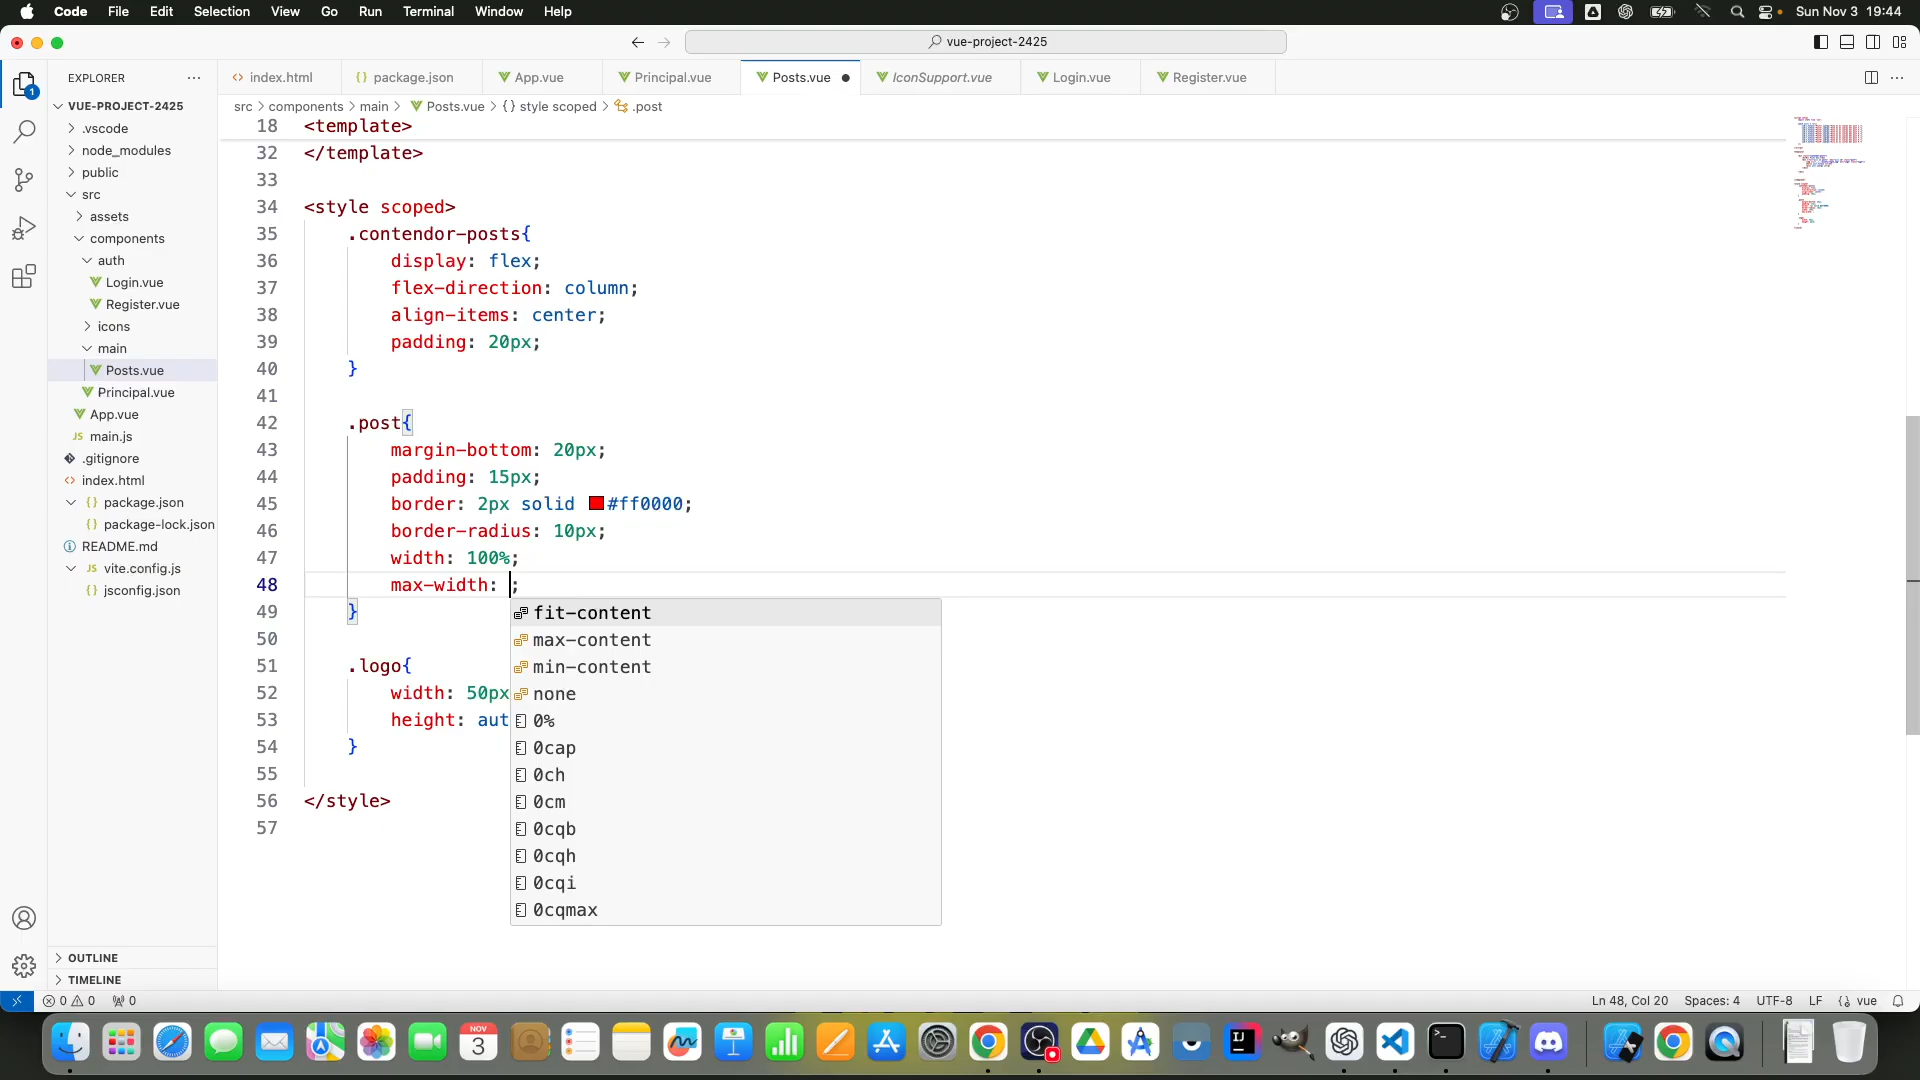 Code File Edit Selection View Go Run Terminal Window Help Sun Nov 3 19:44
vue-project-2425
EXPLORER
index.html package.json App.vue Principal.vue Posts.vue IconSupport.vue Login.vue Register.vue
src > components > main > Posts.vue > {} style scoped > .post
VUE-PROJECT-2425
.vscode
node_modules
public
src
assets
components
auth
Login.vue
Register.vue
icons
main
Posts.vue
Principal.vue
App.vue
JS main.js
.gitignore
index.html
{} package.json
{} package-lock.json
README.md
JS vite.config.js
{} jsconfig.json
OUTLINE
TIMELINE
18 <template>
32 </template>
33
34 <style scoped>
35 .contendor-posts{
36 display: flex;
37 flex-direction: column;
38 align-items: center;
39 padding: 20px;
40 }
41
42 .post{
43 margin-bottom: 20px;
44 padding: 15px;
45 border: 2px solid #ff0000;
46 border-radius: 10px;
47 width: 100%;
48 max-width: ;
49 }
50
51 .logo{
52 width: 50px
53 height: aut
54 }
55
56 </style>
57
fit-content
max-content
min-content
none
0%
0cap
0ch
0cm
0cqb
0cqh
0cqi
0cqmax
1
0 0 0
Ln 48, Col 20 Spaces: 4 UTF-8 LF vue
NOV
3
IJ